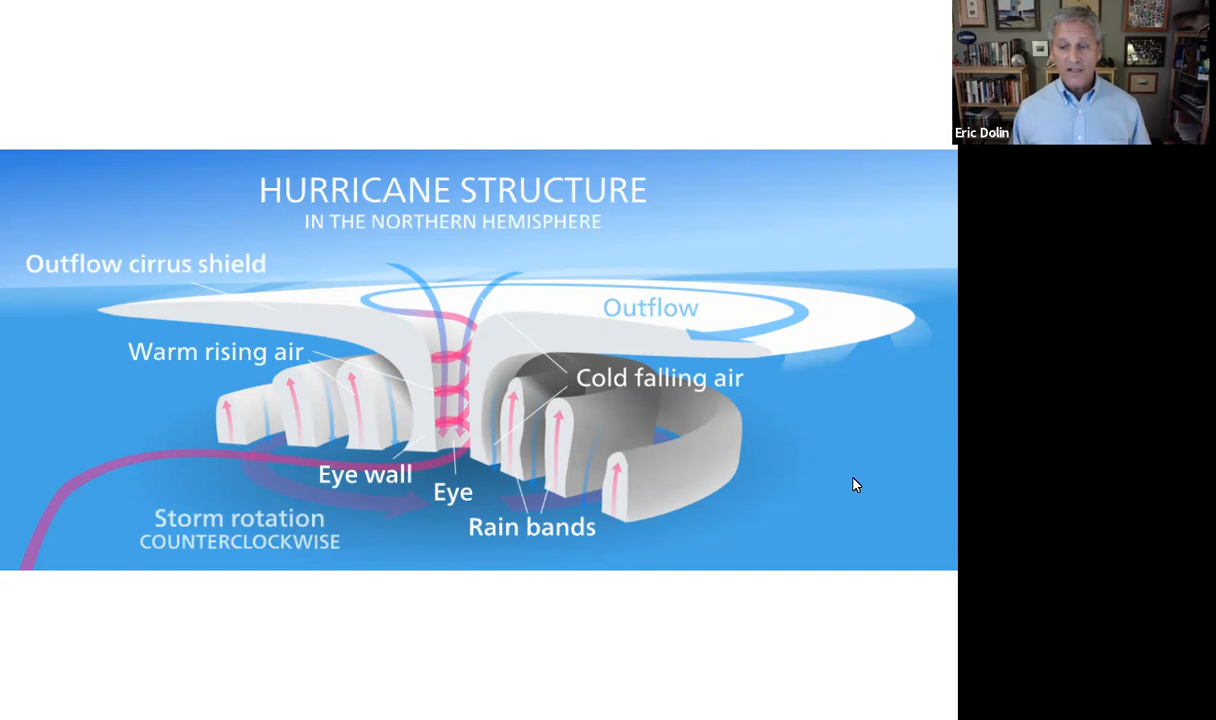 Eric Dolin
HURRICANE STRUCTURE
IN THE NORTHERN HEMISPHERE
Outflow cirrus shield
Outflow
Warm rising air
Cold falling air
Eye wall
Eye
Rain bands
Storm rotation
COUNTERCLOCKWISE